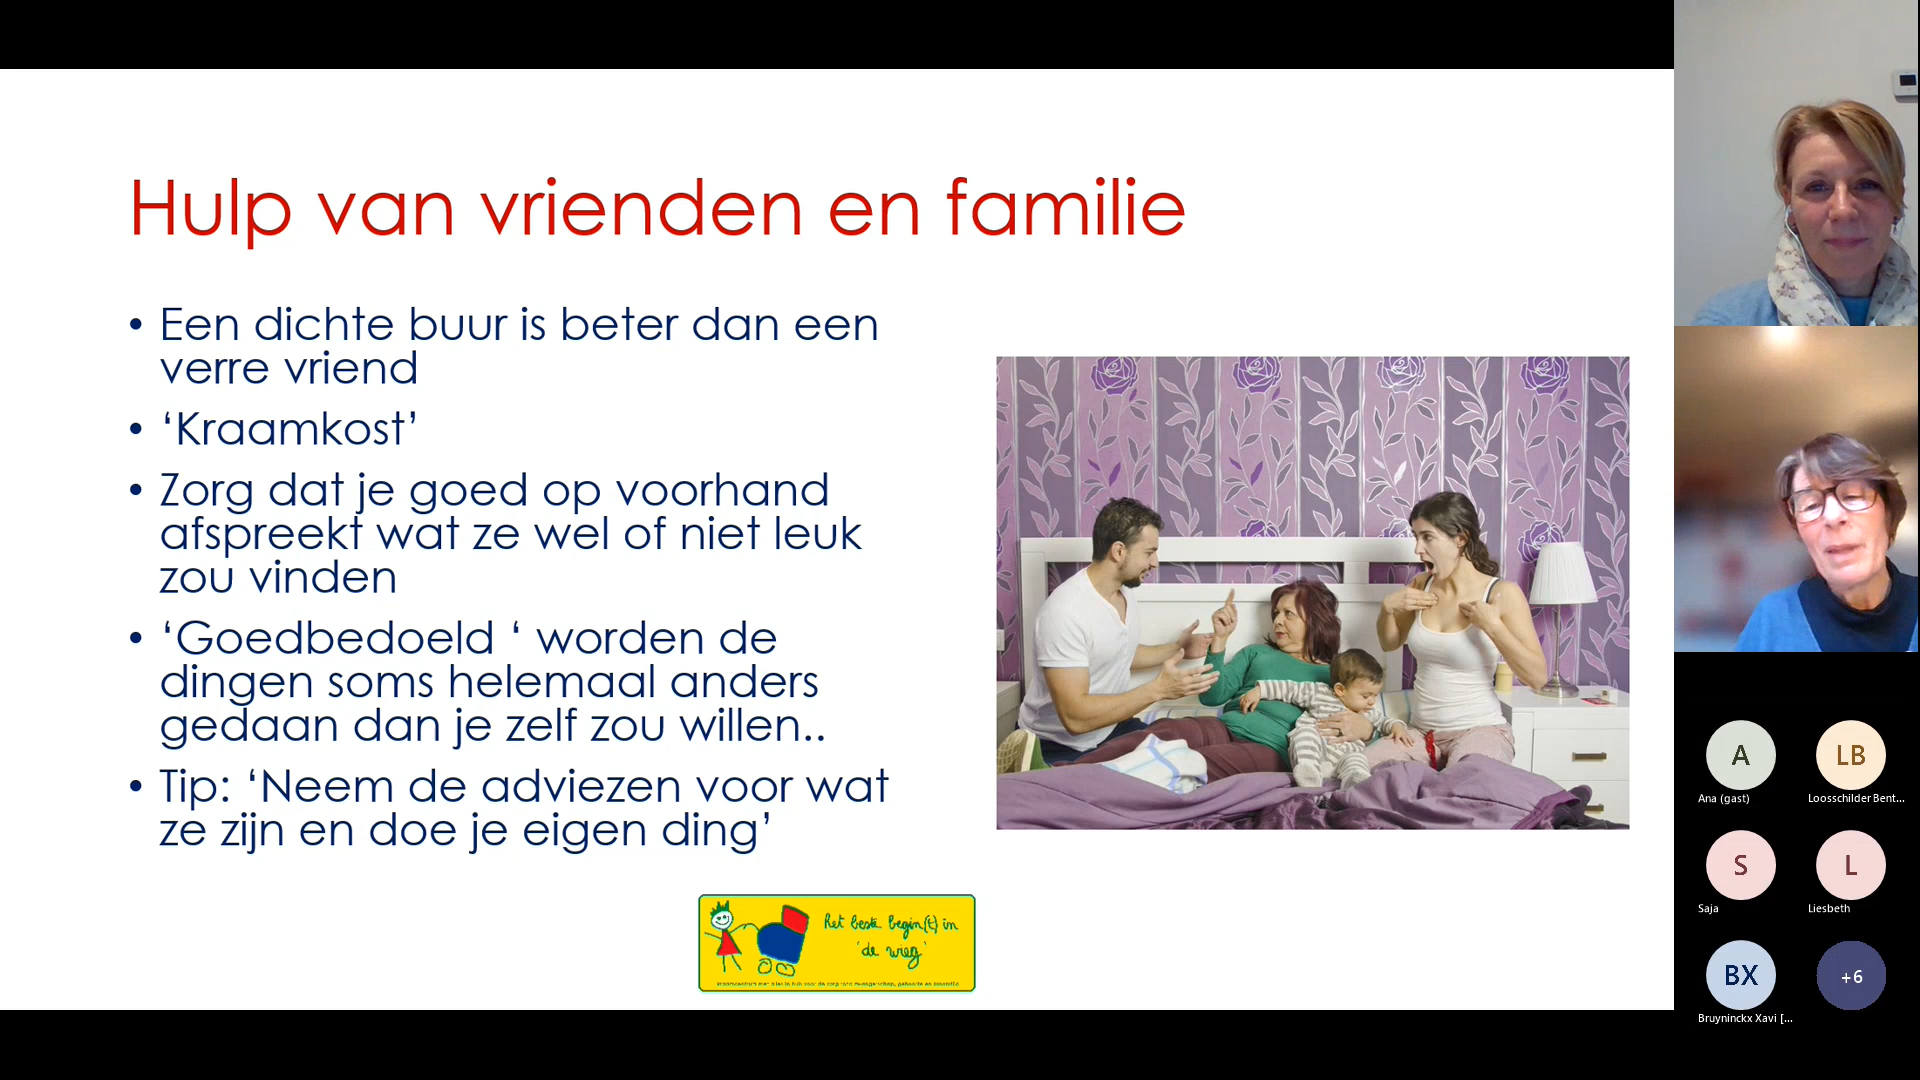 Hulp van vrienden en familie
• Een dichte buur is beter dan een
verre vriend
• ‘Kraamkost’
• Zorg dat je goed op voorhand
afspreekt wat ze wel of niet leuk
zou vinden
• ‘Goedbedoeld ‘ worden de
dingen soms helemaal anders
gedaan dan je zelf zou willen..
• Tip: ‘Neem de adviezen voor wat
ze zijn en doe je eigen ding’
Het beste begin(t) in
'de wieg'
A
Ana (gast)
LB
Loosschilder Bent...
S
Saja
L
Liesbeth
BX
Bruyninckx Xavi [...
+6